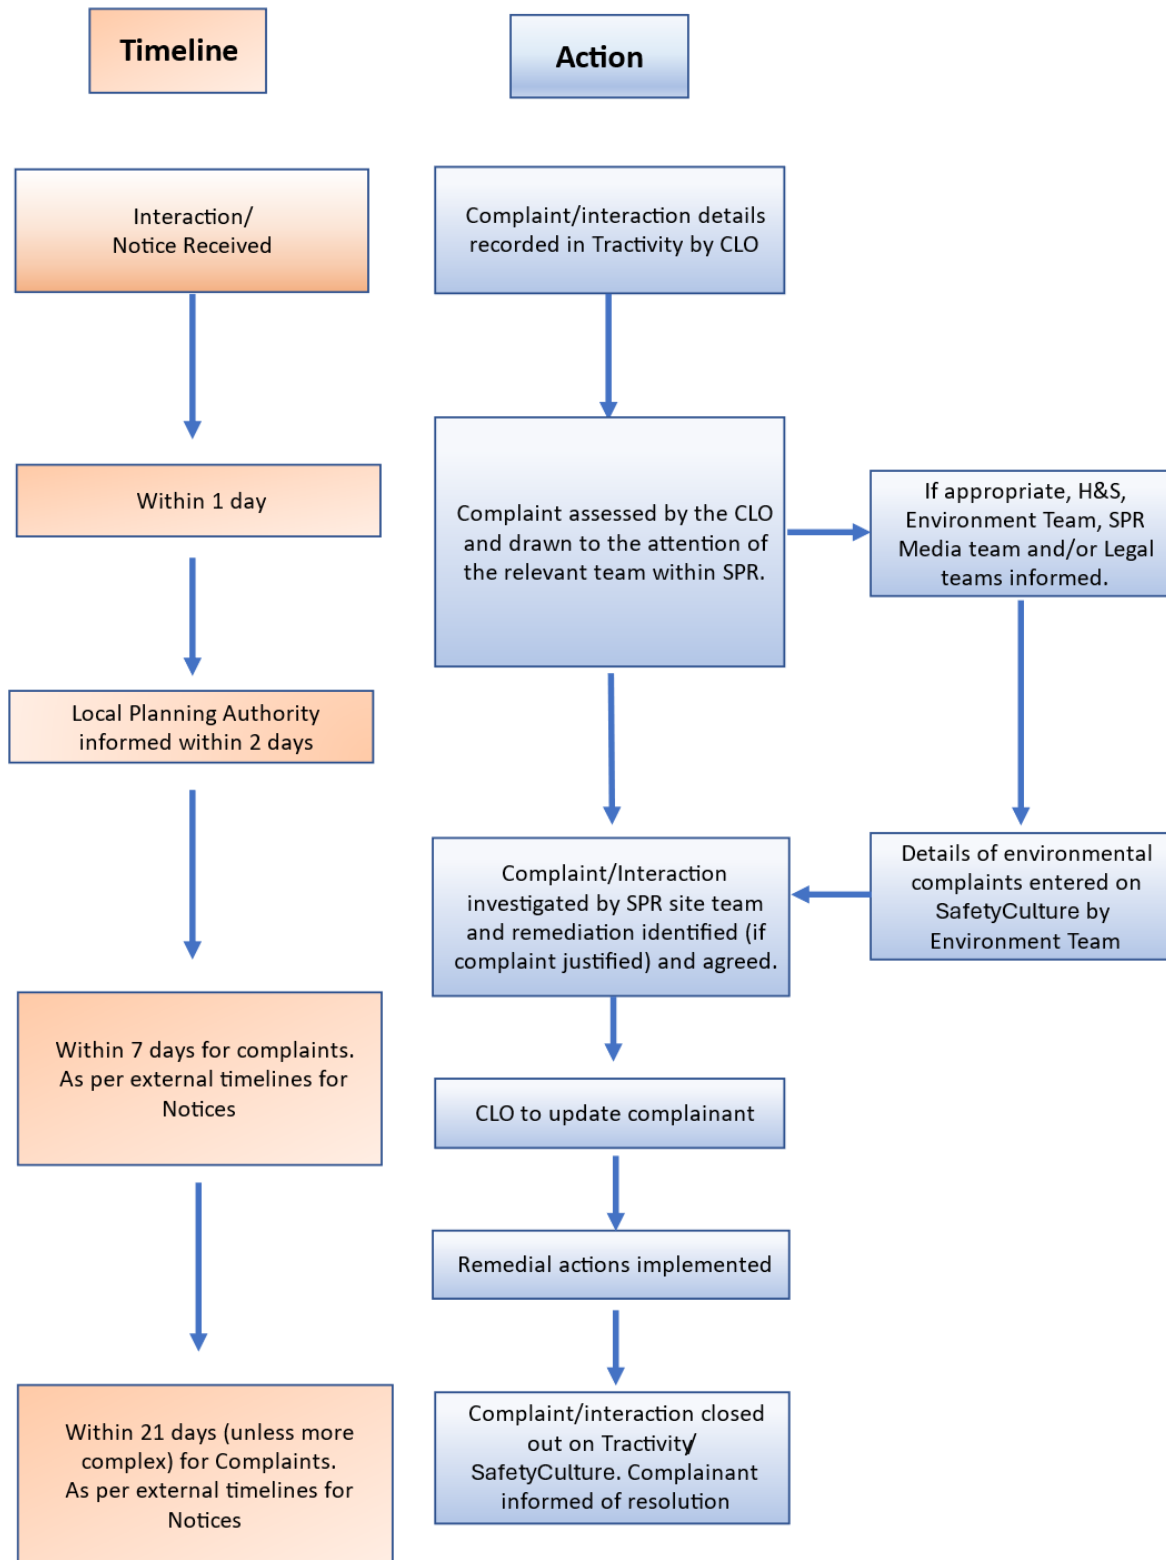 Timeline
Action
Interaction/
Notice Received
Complaint/interaction details
recorded in Tractivity by CLO
Within 1 day
Complaint assessed by the CLO
and drawn to the attention of
the relevant team within SPR.
If appropriate, H&S,
Environment Team, SPR
Media team and/or Legal
teams informed.
Local Planning Authority
informed within 2 days
Complaint/Interaction
investigated by SPR site team
and remediation identified (if
complaint justified) and agreed.
Details of environmental
complaints entered on
SafetyCulture by
Environment Team
Within 7 days for complaints.
As per external timelines for
Notices
CLO to update complainant
Remedial actions implemented
Within 21 days (unless more
complex) for Complaints.
As per external timelines for
Notices
Complaint/interaction closed
out on Tractivity/
SafetyCulture. Complainant
informed of resolution